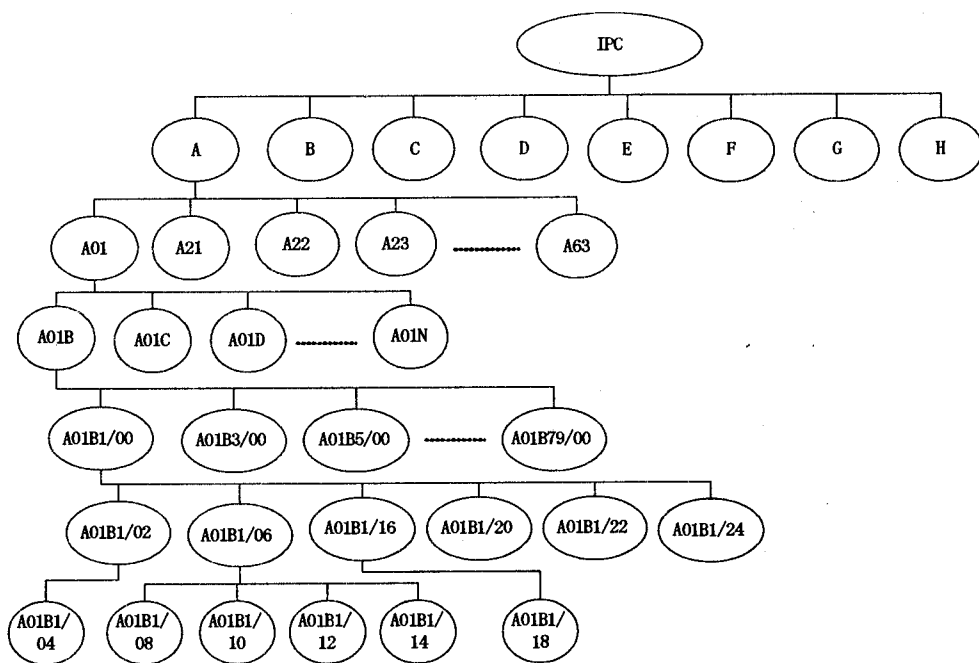 IPC
A B C D E F G H
A01 A21 A22 A23 ............ A63
A01B A01C A01D ............ A01N
A01B1/00 A01B3/00 A01B5/00 ............ A01B79/00
A01B1/02 A01B1/06 A01B1/16 A01B1/20 A01B1/22 A01B1/24
A01B1/ A01B1/ A01B1/ A01B1/ A01B1/ A01B1/
04 08 10 12 14 18